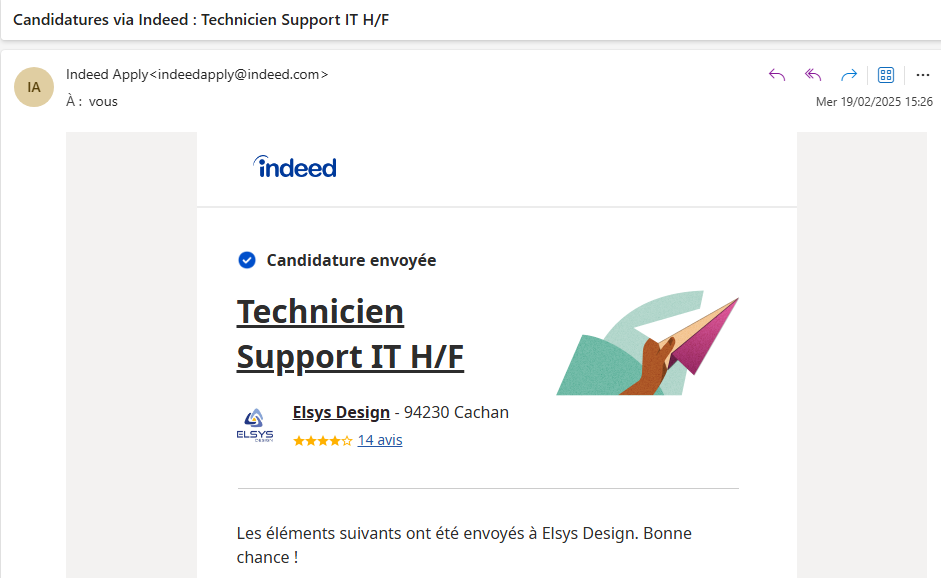 Candidatures via Indeed : Technicien Support IT H/F
IA
Indeed Apply<indeedapply@indeed.com>
À : vous
Mer 19/02/2025 15:26
indeed
Candidature envoyée
Technicien
Support IT H/F
ELSYS
DESIGN
Elsys Design - 94230 Cachan
14 avis
Les éléments suivants ont été envoyés à Elsys Design. Bonne
chance !